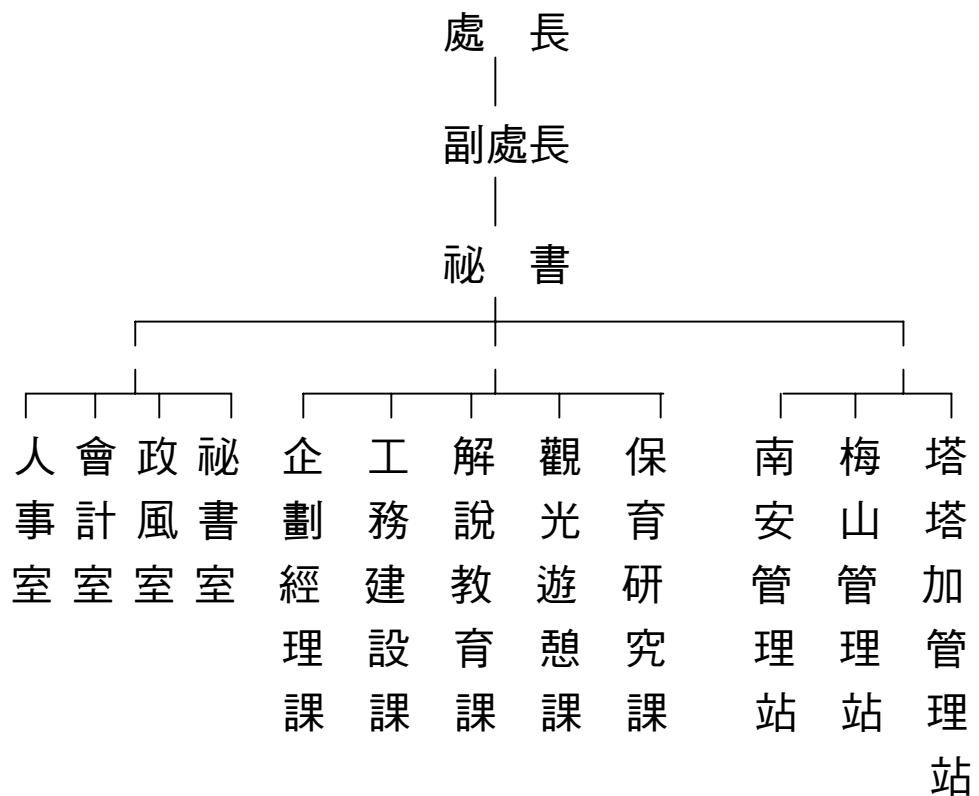 處 長
副處長
祕 書
人事室
會計室
政風室
祕書室
企劃經理課
工務建設課
解說教育課
觀光遊憩課
保育研究課
南安管理站
梅山管理站
塔塔加管理站